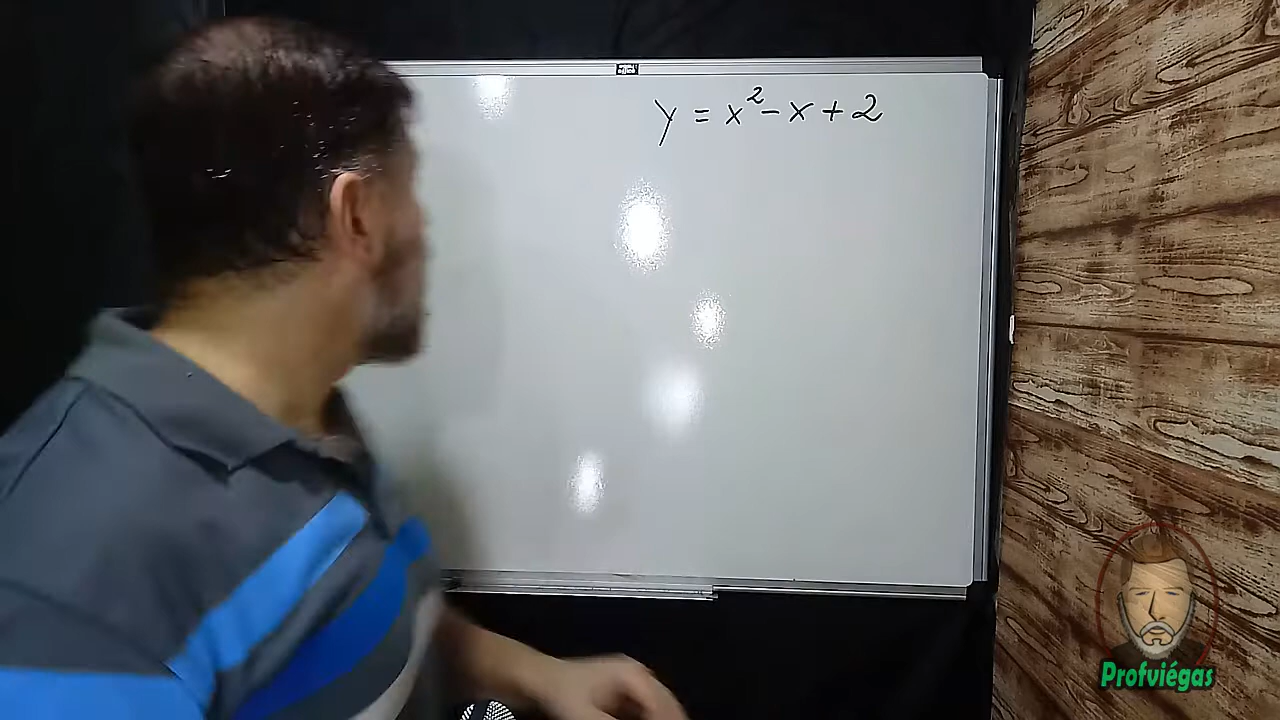 y = x² - x + 2
Profviégas